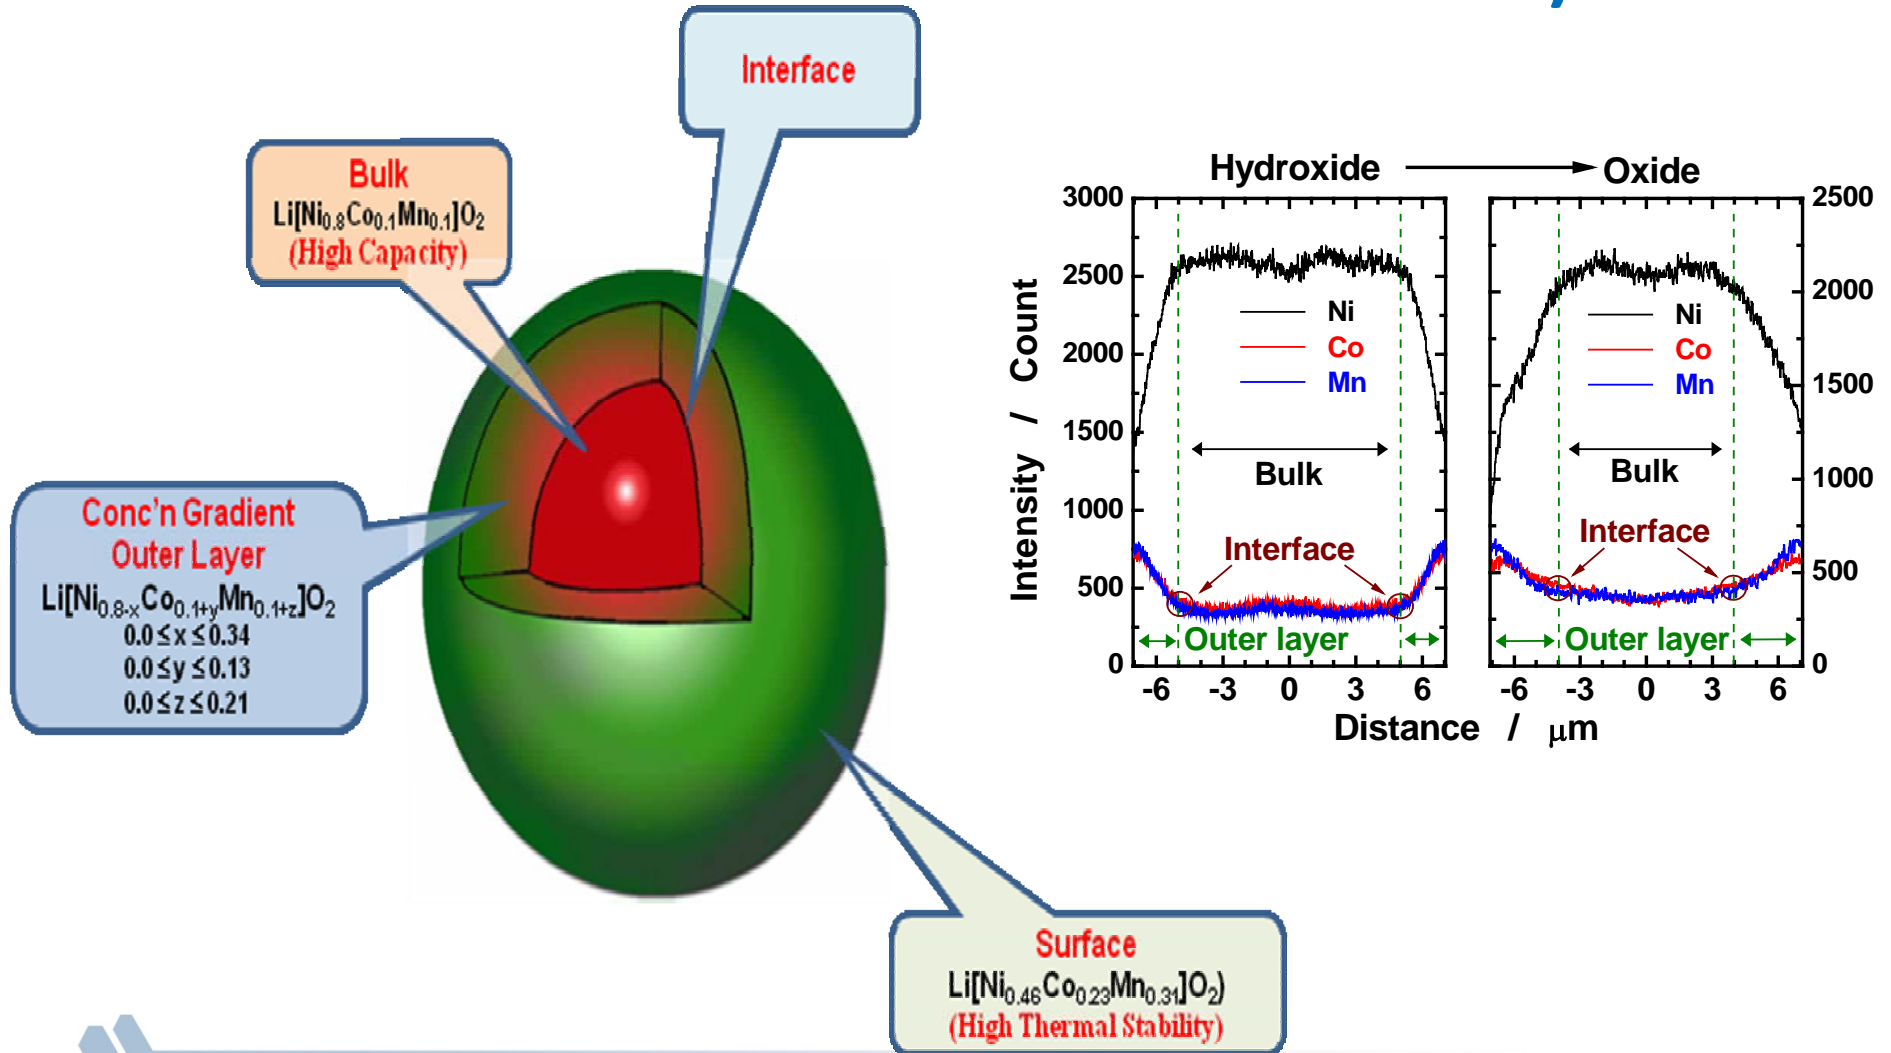 Interface
Bulk
Li[Ni0.8Co0.1Mn0.1]O2
(High Capacity)
Conc'n Gradient
Outer Layer
Li[Ni0.8-xCo0.1+yMn0.1+z]O2
0.0≤x≤0.34
0.0≤y≤0.13
0.0≤z≤0.21
Surface
Li[Ni0.46Co0.23Mn0.31]O2)
(High Thermal Stability)
Hydroxide
Oxide
Intensity / Count
3000
2500
2000
1500
1000
500
0
Ni
Co
Mn
Bulk
Interface
Outer layer
-6 -3 0 3 6
Ni
Co
Mn
Bulk
Interface
Outer layer
-6 -3 0 3 6
2500
2000
1500
1000
500
0
Distance / μm